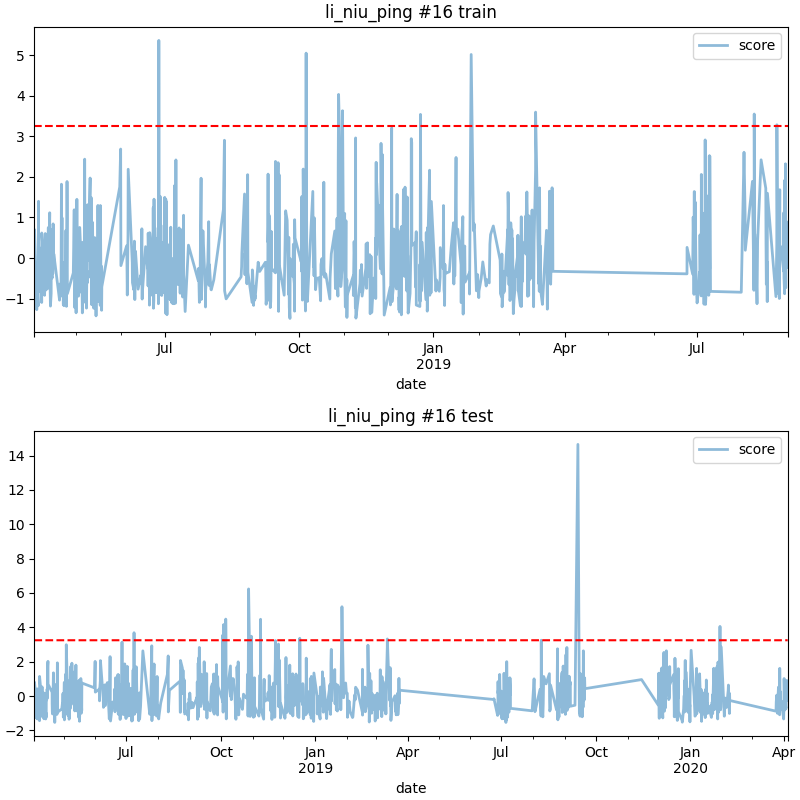 li_niu_ping #16 train
score
5
4
3
2
1
0
−1
Jul
Oct
Jan
2019
Apr
Jul
date
li_niu_ping #16 test
score
14
12
10
8
6
4
2
0
−2
Jul
Oct
Jan
2019
Apr
Jul
Oct
Jan
2020
Apr
date